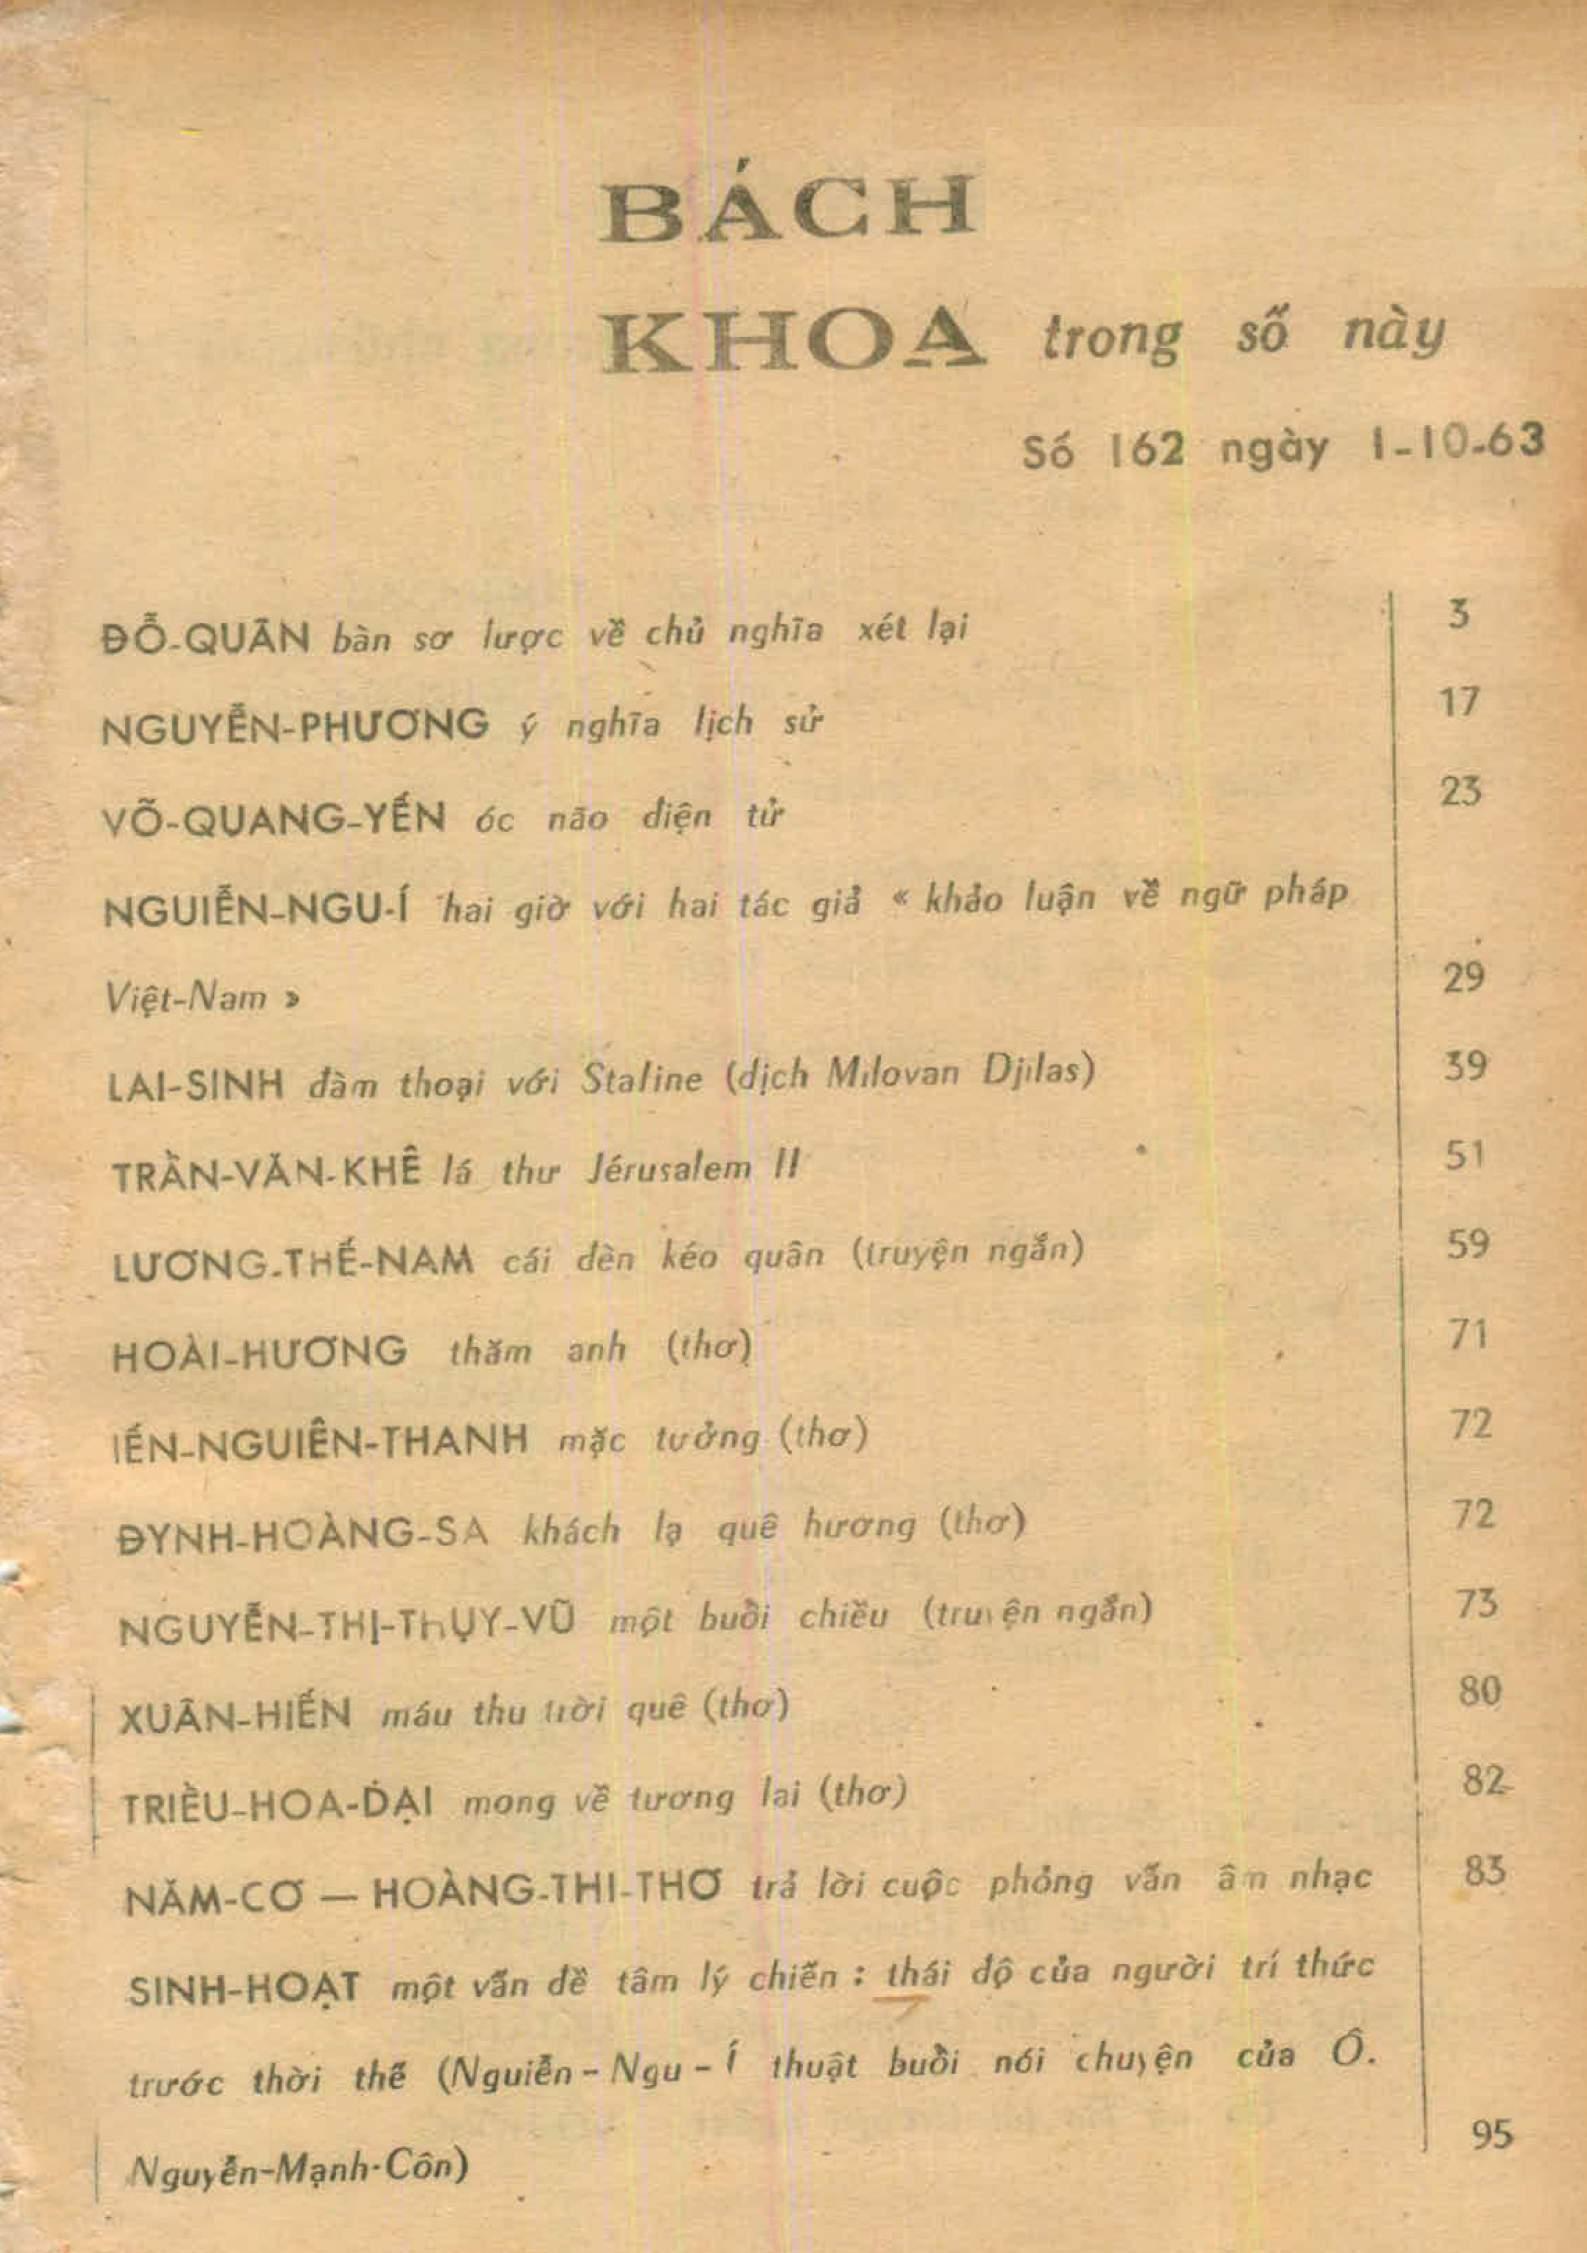 BÁCH
KHOA trong số này
Số 162 ngày 1-10-63
ĐỖ-QUÂN bàn sơ lược về chủ nghĩa xét lại 3
NGUYỄN-PHƯƠNG ý nghĩa lịch sử 17
VÕ-QUANG-YẾN óc não điện tử 23
NGUIỄN-NGU-Í hai giờ với hai tác giả « khảo luận về ngữ pháp
Việt-Nam » 29
LAI-SINH đàm thoại với Staline (dịch Milovan Djilas) 39
TRẦN-VĂN-KHÊ lá thư Jérusalem II 51
LƯƠNG-THẾ-NAM cái đèn kéo quân (truyện ngắn) 59
HOÀI-HƯƠNG thăm anh (thơ) 71
IẾN-NGUIÊN-THANH mặc tưởng (thơ) 72
ĐYNH-HOÀNG-SA khách lạ quê hương (thơ) 72
NGUYỄN-THỊ-ThỤY-VŨ một buổi chiều (truyện ngắn) 73
XUÂN-HIẾN máu thu trời quê (thơ) 80
TRIỀU-HOA-DẠI mong về tương lai (thơ) 82
NĂM-CƠ — HOÀNG-THI-THƠ trả lời cuộc phỏng vấn âm nhạc 83
SINH-HOẠT một vấn đề tâm lý chiến : thái độ của người trí thức
trước thời thế (Nguiễn-Ngu-Í thuật buổi nói chuyện của Ô.
Nguyễn-Mạnh-Côn) 95